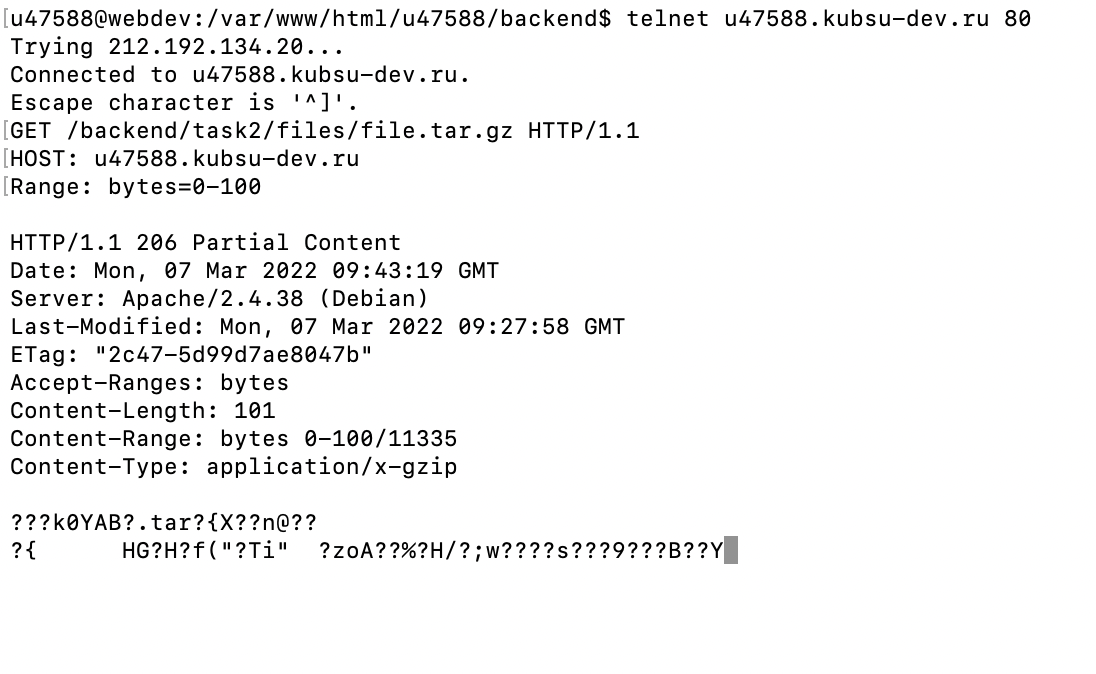 [u47588@webdev:/var/www/html/u47588/backend$ telnet u47588.kubsu-dev.ru 80
Trying 212.192.134.20...
Connected to u47588.kubsu-dev.ru.
Escape character is '^]'.
[GET /backend/task2/files/file.tar.gz HTTP/1.1
[HOST: u47588.kubsu-dev.ru
[Range: bytes=0-100
HTTP/1.1 206 Partial Content
Date: Mon, 07 Mar 2022 09:43:19 GMT
Server: Apache/2.4.38 (Debian)
Last-Modified: Mon, 07 Mar 2022 09:27:58 GMT
ETag: "2c47-5d99d7ae8047b"
Accept-Ranges: bytes
Content-Length: 101
Content-Range: bytes 0-100/11335
Content-Type: application/x-gzip
???k0YAB?.tar?{X??n@??
?{      HG?H?f("?Ti"  ?zoA??%?H/?;w????s???9???B??Y